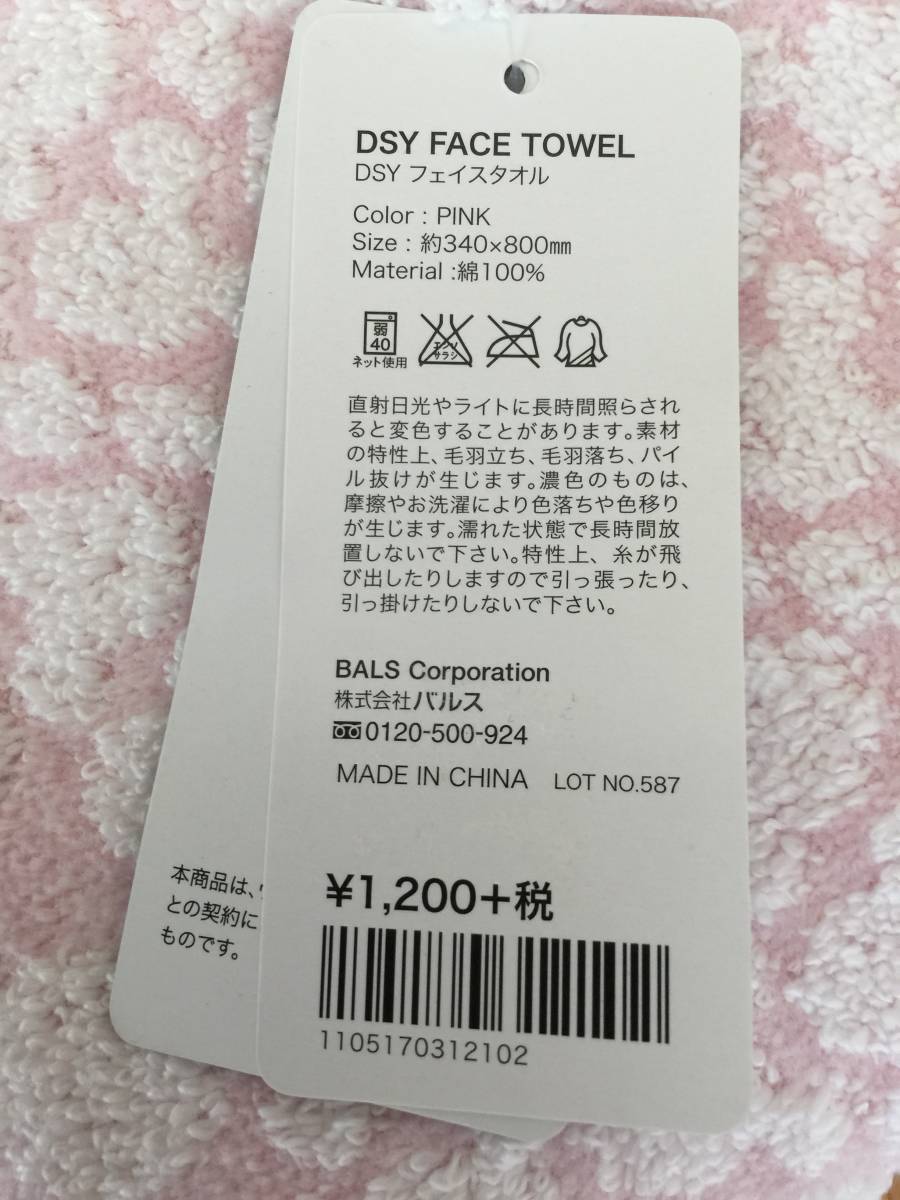 DSY FACE TOWEL
DSY フェイスタオル
Color : PINK
Size : 約340×800㎜
Material :綿100%
弱
40
ネット使用
エンソ
サラシ
直射日光やライトに長時間照らされ
ると変色することがあります。素材
の特性上、毛羽立ち、毛羽落ち、パイ
ル抜けが生じます。濃色のものは、
摩擦やお洗濯により色落ちや色移り
が生じます。濡れた状態で長時間放
置しないで下さい。特性上、糸が飛
び出したりしますので引っ張ったり、
引っ掛けたりしないで下さい。
BALS Corporation
株式会社バルス
0120-500-924
MADE IN CHINA LOT NO.587
¥1,200+税
1105170312102
本商品は、
との契約に
ものです。